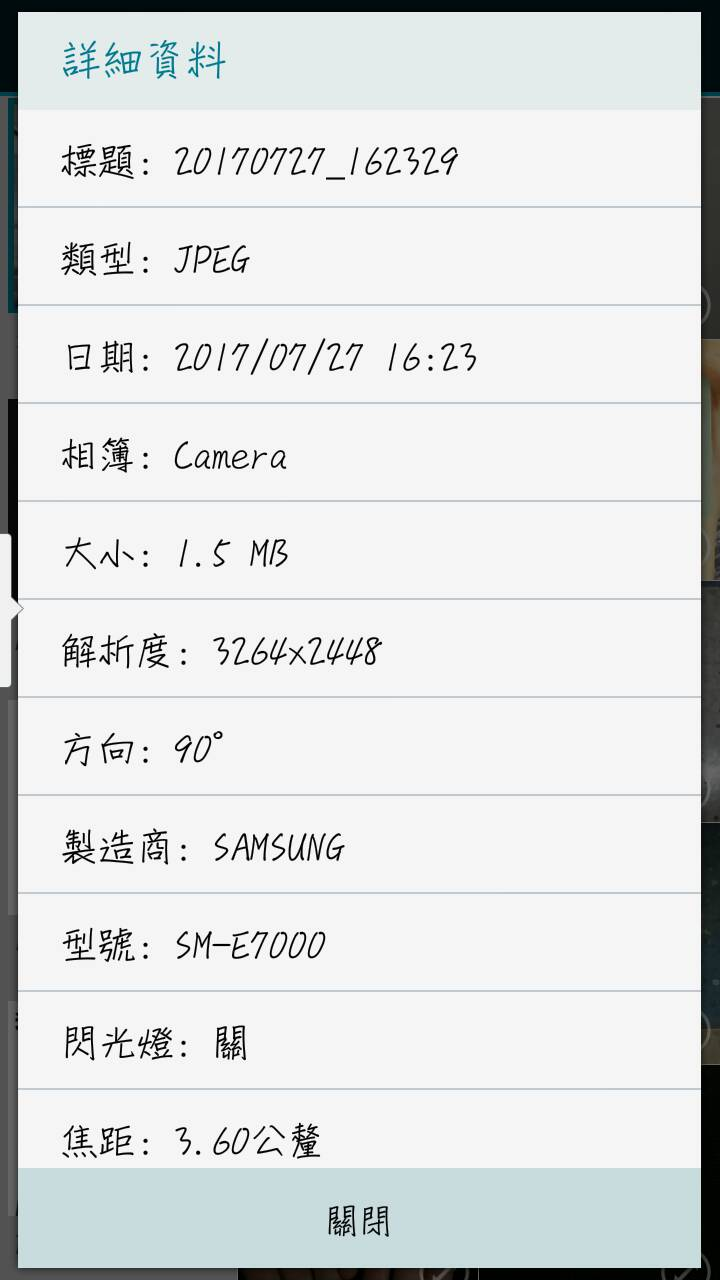 詳細資料
標題: 20170727_162329
類型: JPEG
日期: 2017/07/27 16:23
相簿: Camera
大小: 1.5 MB
解析度: 3264x2448
方向: 90°
製造商: SAMSUNG
型號: SM-E7000
閃光燈: 關
焦距: 3.60公釐
關閉